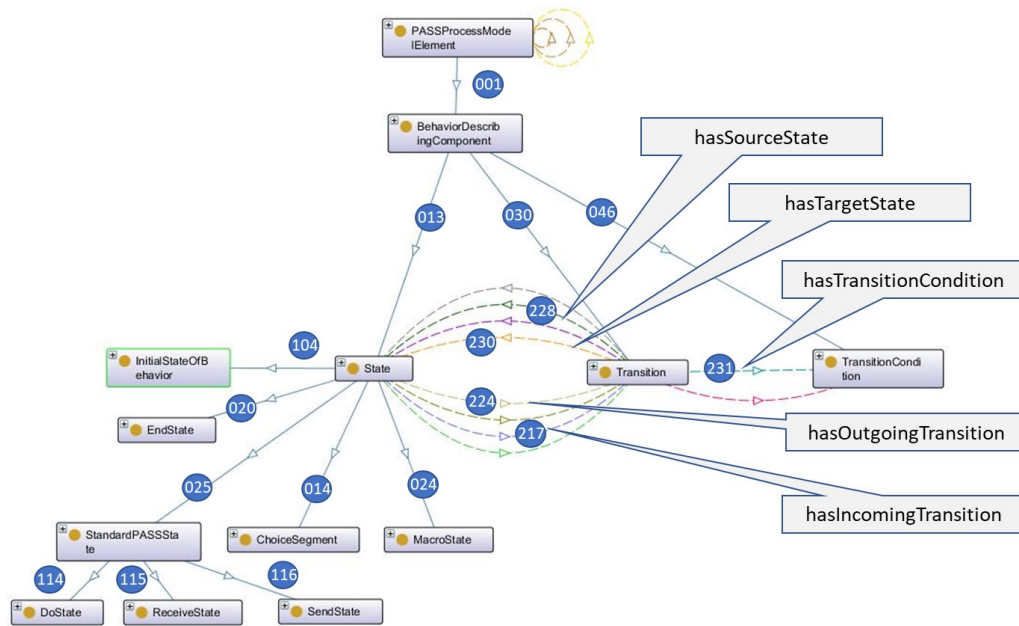 PASSProcessMode
lElement
001
BehaviorDescrib
ingComponent
hasSourceState
hasTargetState
013
030
046
hasTransitionCondition
228
104
230
InitialStateOfB
ehavior
State
Transition
231
TransitionCondi
tion
020
224
EndState
217
hasOutgoingTransition
025
014
024
hasIncomingTransition
StandardPASSSta
te
ChoiceSegment
MacroState
114
115
116
DoState
ReceiveState
SendState